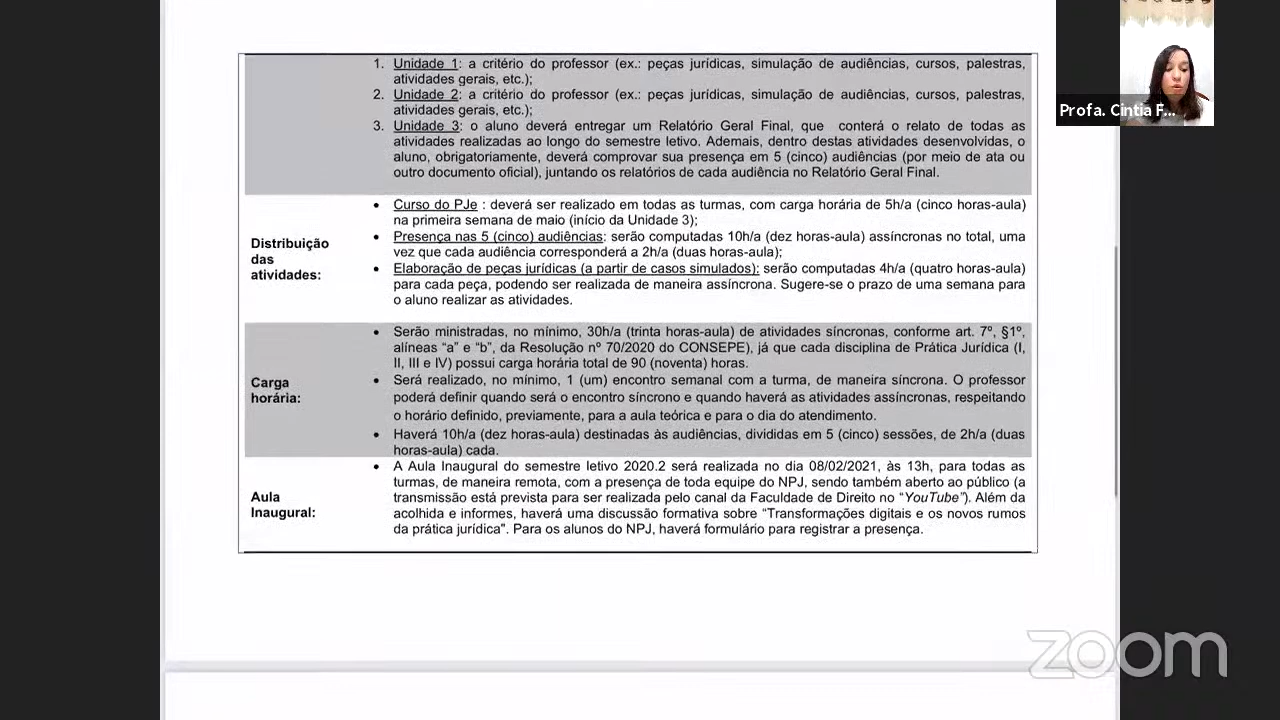 1. Unidade 1: a critério do professor (ex.: peças jurídicas, simulação de audiências, cursos, palestras,
atividades gerais, etc.);
2. Unidade 2: a critério do professor (ex.: peças jurídicas, simulação de audiências, cursos, palestras,
atividades gerais, etc.);
3. Unidade 3: o aluno deverá entregar um Relatório Geral Final, que conterá o relato de todas as
atividades realizadas ao longo do semestre letivo. Ademais, dentro destas atividades desenvolvidas, o
aluno, obrigatoriamente, deverá comprovar sua presença em 5 (cinco) audiências (por meio de ata ou
outro documento oficial), juntando os relatórios de cada audiência no Relatório Geral Final.
Distribuição
das
atividades:
• Curso do PJe : deverá ser realizado em todas as turmas, com carga horária de 5h/a (cinco horas-aula)
na primeira semana de maio (início da Unidade 3);
• Presença nas 5 (cinco) audiências: serão computadas 10h/a (dez horas-aula) assíncronas no total, uma
vez que cada audiência corresponderá a 2h/a (duas horas-aula);
• Elaboração de peças jurídicas (a partir de casos simulados): serão computadas 4h/a (quatro horas-aula)
para cada peça, podendo ser realizada de maneira assíncrona. Sugere-se o prazo de uma semana para
o aluno realizar as atividades.
Carga
horária:
• Serão ministradas, no mínimo, 30h/a (trinta horas-aula) de atividades síncronas, conforme art. 7º, §1º,
alíneas “a” e “b”, da Resolução nº 70/2020 do CONSEPE), já que cada disciplina de Prática Jurídica (I,
II, III e IV) possui carga horária total de 90 (noventa) horas.
• Será realizado, no mínimo, 1 (um) encontro semanal com a turma, de maneira síncrona. O professor
poderá definir quando será o encontro síncrono e quando haverá as atividades assíncronas, respeitando
o horário definido, previamente, para a aula teórica e para o dia do atendimento.
• Haverá 10h/a (dez horas-aula) destinadas às audiências, divididas em 5 (cinco) sessões, de 2h/a (duas
horas-aula) cada.
Aula
Inaugural:
• A Aula Inaugural do semestre letivo 2020.2 será realizada no dia 08/02/2021, às 13h, para todas as
turmas, de maneira remota, com a presença de toda equipe do NPJ, sendo também aberto ao público (a
transmissão está prevista para ser realizada pelo canal da Faculdade de Direito no “YouTube”). Além da
acolhida e informes, haverá uma discussão formativa sobre “Transformações digitais e os novos rumos
da prática jurídica”. Para os alunos do NPJ, haverá formulário para registrar a presença.
Profa. Cintia F...
zoom